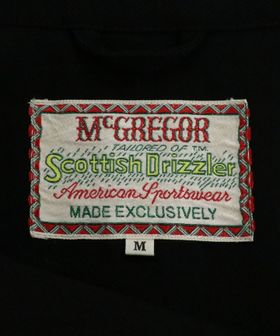 McGREGOR
TAILORED OF T.M.
Scottish Drizzler
American Sportswear
MADE EXCLUSIVELY
M